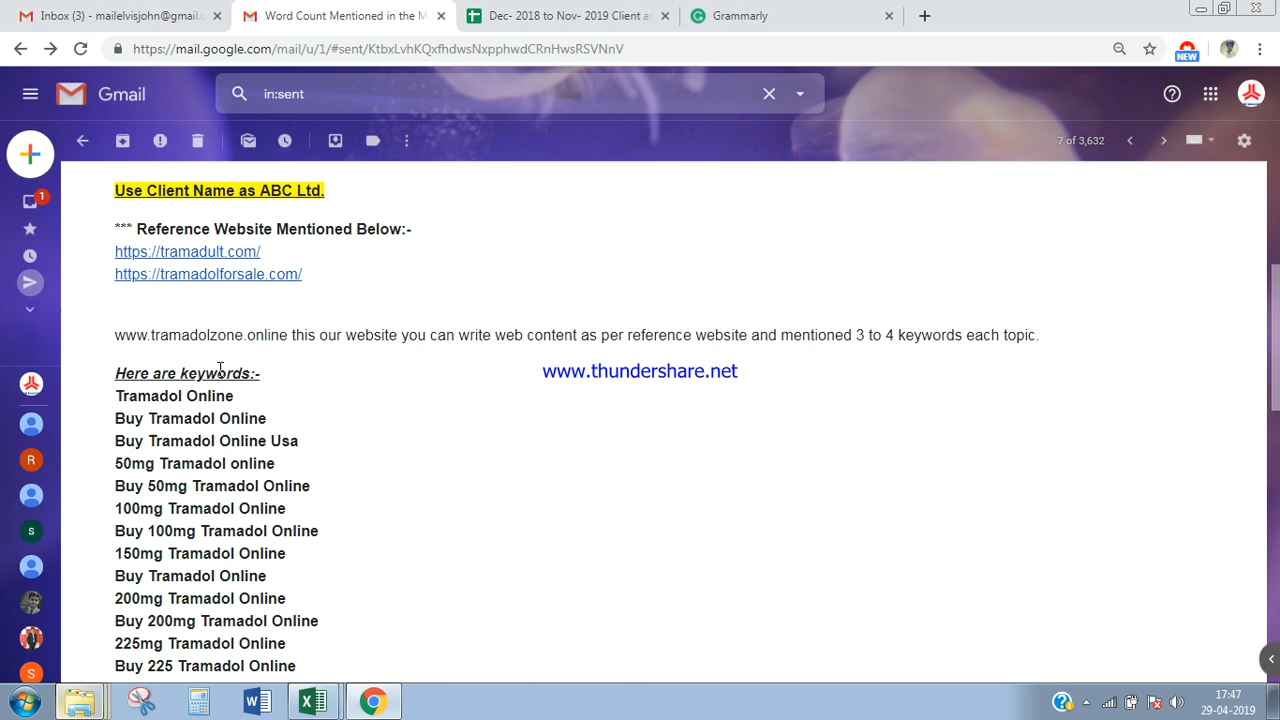 Inbox (3) - mailelvisjohn@gmail.c
Word Count Mentioned in the M
Dec- 2018 to Nov- 2019 Client an
Grammarly
https://mail.google.com/mail/u/1/#sent/KtbxLvhKQxfhdwsNxpphwdCRnHwsRSVNnV
NEW
Gmail
in:sent
7 of 3,632
1
Use Client Name as ABC Ltd.
*** Reference Website Mentioned Below:-
https://tramadult.com/
https://tramadolforsale.com/
www.tramadolzone.online this our website you can write web content as per reference website and mentioned 3 to 4 keywords each topic.
Here are keywords:-
www.thundershare.net
Tramadol Online
Buy Tramadol Online
Buy Tramadol Online Usa
50mg Tramadol online
Buy 50mg Tramadol Online
100mg Tramadol Online
Buy 100mg Tramadol Online
150mg Tramadol Online
Buy Tramadol Online
200mg Tramadol Online
Buy 200mg Tramadol Online
225mg Tramadol Online
Buy 225 Tramadol Online
R
s
S
17:47
29-04-2019